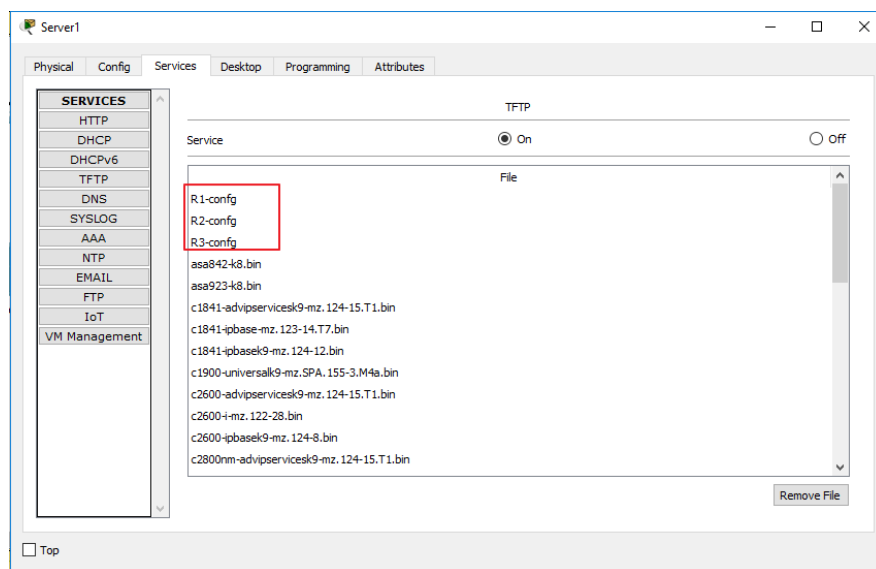 Server1
Physical Config Services Desktop Programming Attributes
SERVICES
HTTP
DHCP
DHCPv6
TFTP
DNS
SYSLOG
AAA
NTP
EMAIL
FTP
IoT
VM Management
TFTP
Service On Off
File
R1-confg
R2-confg
R3-confg
asa842-k8.bin
asa923-k8.bin
c1841-advipservicesk9-mz.124-15.T1.bin
c1841-ipbase-mz.123-14.T7.bin
c1841-ipbasek9-mz.124-12.bin
c1900-universalk9-mz.SPA.155-3.M4a.bin
c2600-advipservicesk9-mz.124-15.T1.bin
c2600-i-mz.122-28.bin
c2600-ipbasek9-mz.124-8.bin
c2800nm-advipservicesk9-mz.124-15.T1.bin
Remove File
Top